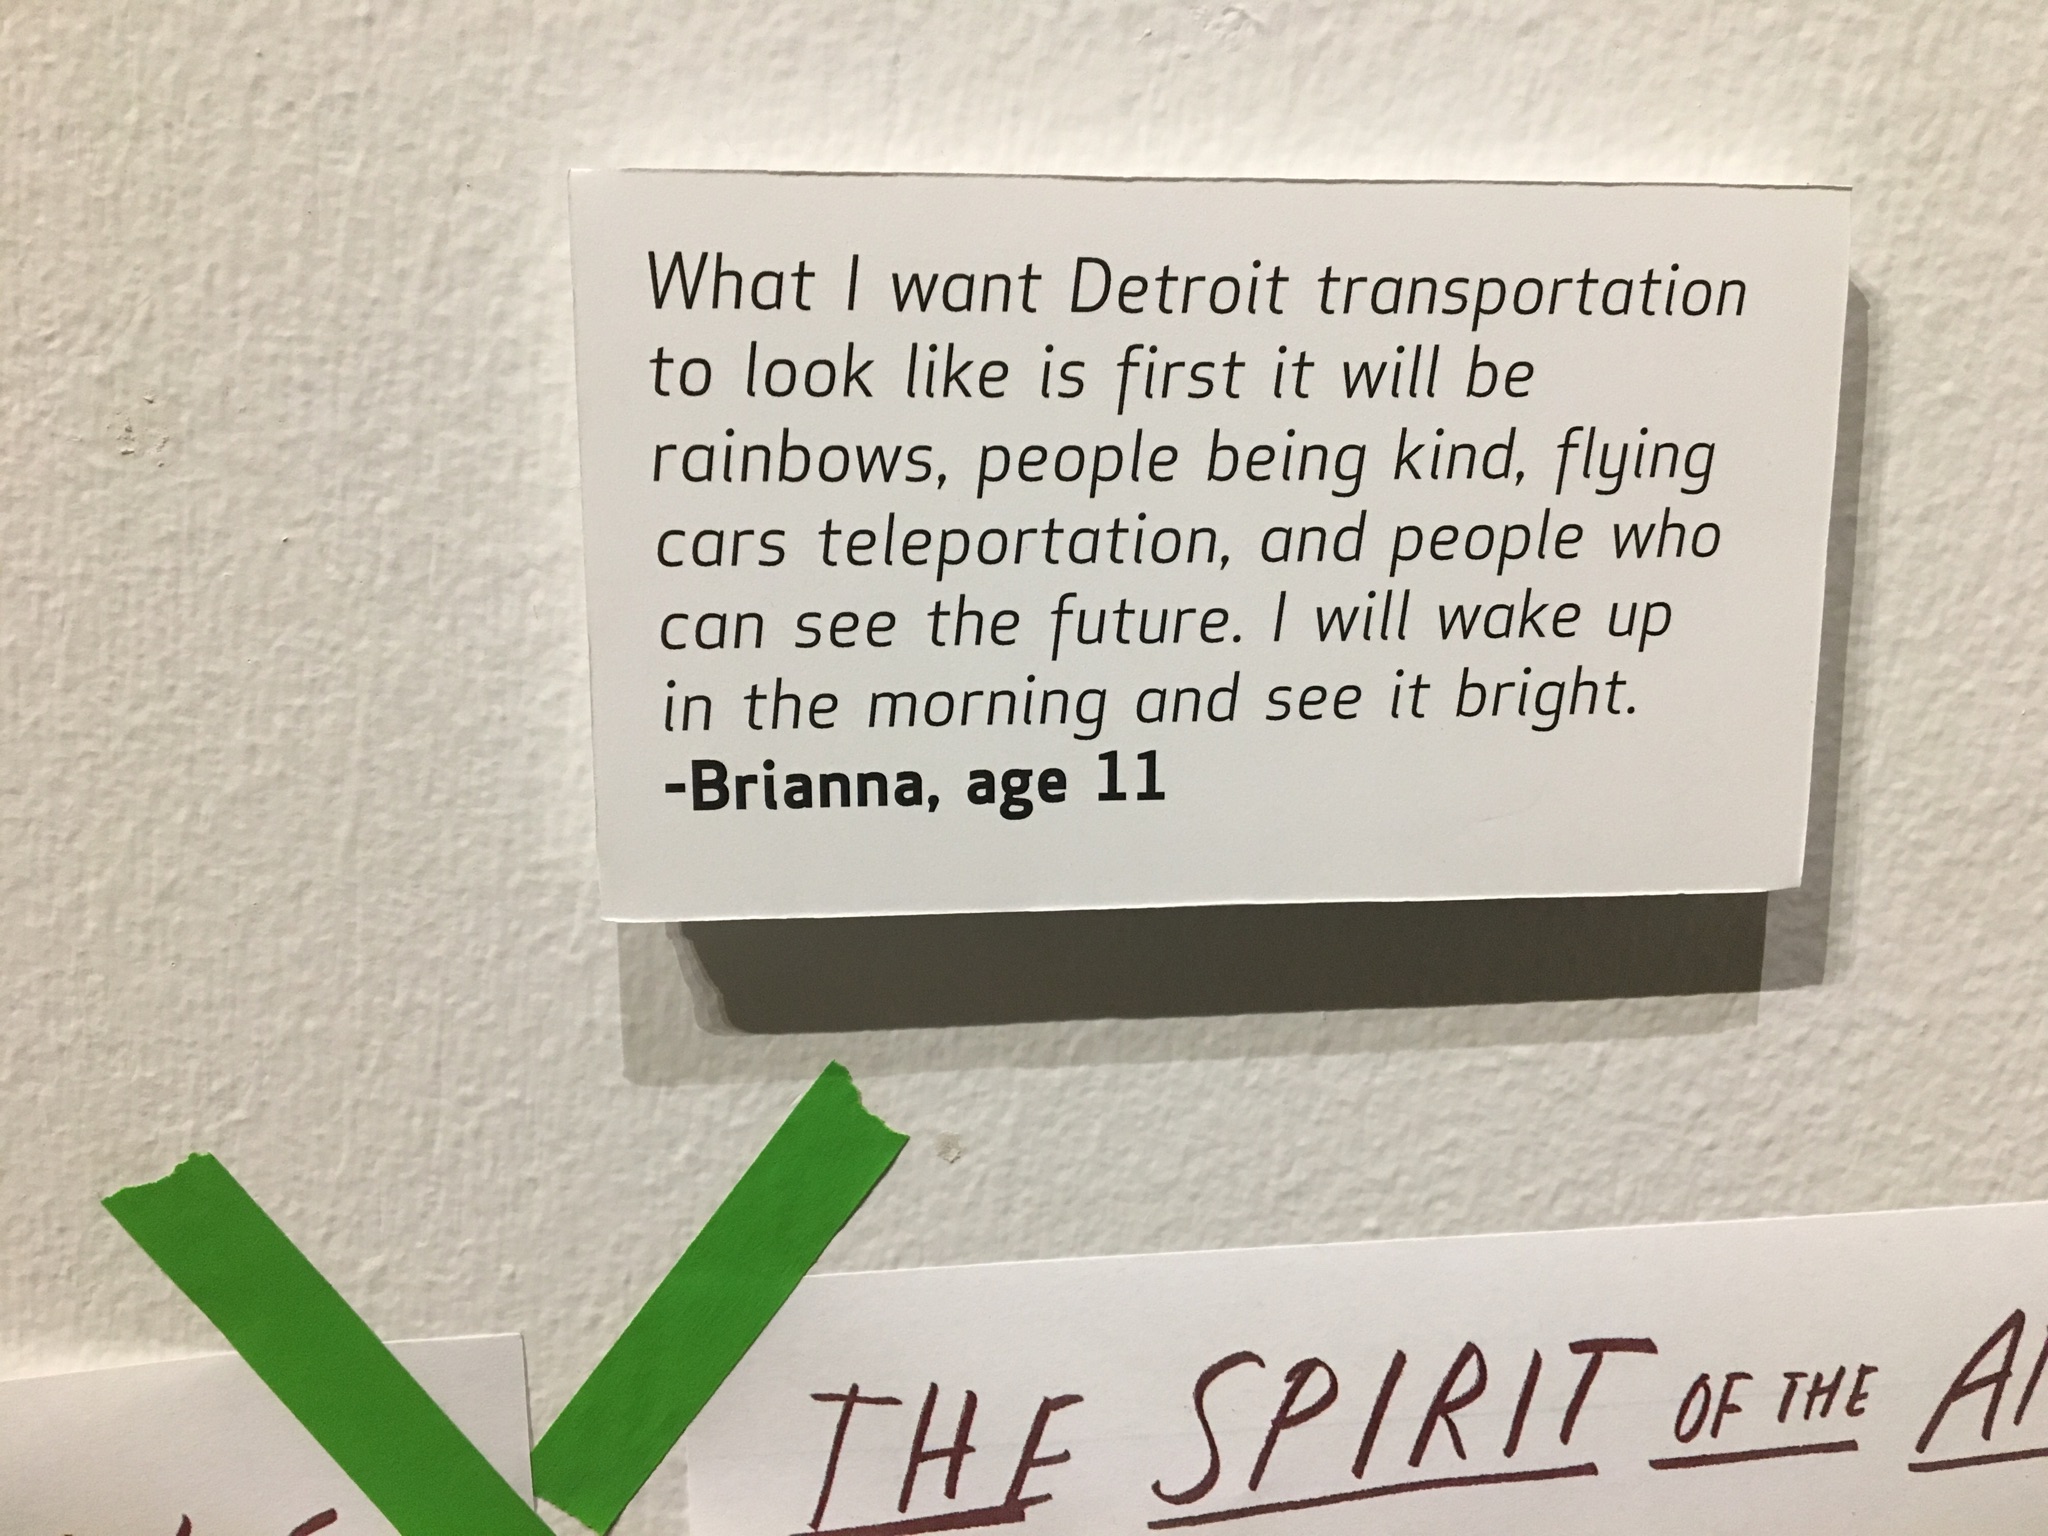 What I want Detroit transportation
to look like is first it will be
rainbows, people being kind, flying
cars teleportation, and people who
can see the future. I will wake up
in the morning and see it bright.
-Brianna, age 11
THE SPIRIT OF THE